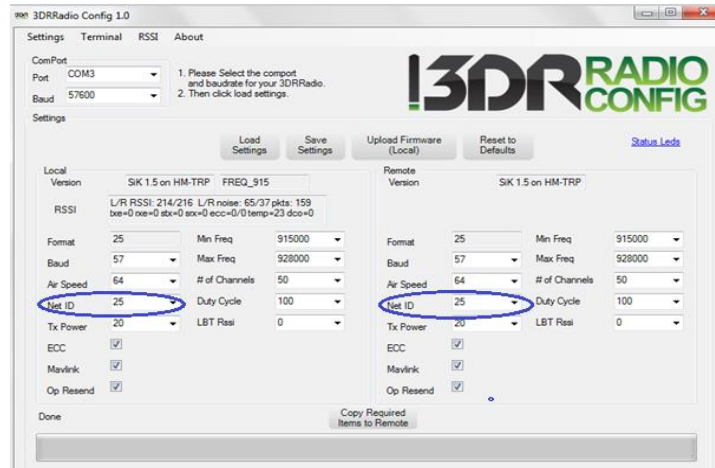 3DRRadio Config 1.0
Settings Terminal RSSI About
ComPort
Port COM3
Baud 57600
1. Please Select the comport
and baudrate for your 3DRRadio.
2. Then click load settings.
3DR RADIO
CONFIG
Settings
Load
Settings
Save
Settings
Upload Firmware
(Local)
Reset to
Defaults
Status Leds
Local
Version SiK 1.5 on HM-TRP FREQ_915
RSSI
L/R RSSI: 214/216 L/R noise: 65/37 pkts: 159
txe=0 rxe=0 stx=0 srx=0 ecc=0/0 temp=23 dco=0
Format 25 Min Freq 915000
Baud 57 Max Freq 928000
Air Speed 64 # of Channels 50
Net ID 25 Duty Cycle 100
Tx Power 20 LBT Rssi 0
ECC
Mavlink
Op Resend
Remote
Version SiK 1.5 on HM-TRP
Format 25 Min Freq 915000
Baud 57 Max Freq 928000
Air Speed 64 # of Channels 50
Net ID 25 Duty Cycle 100
Tx Power 20 LBT Rssi 0
ECC
Mavlink
Op Resend
Done
Copy Required
Items to Remote